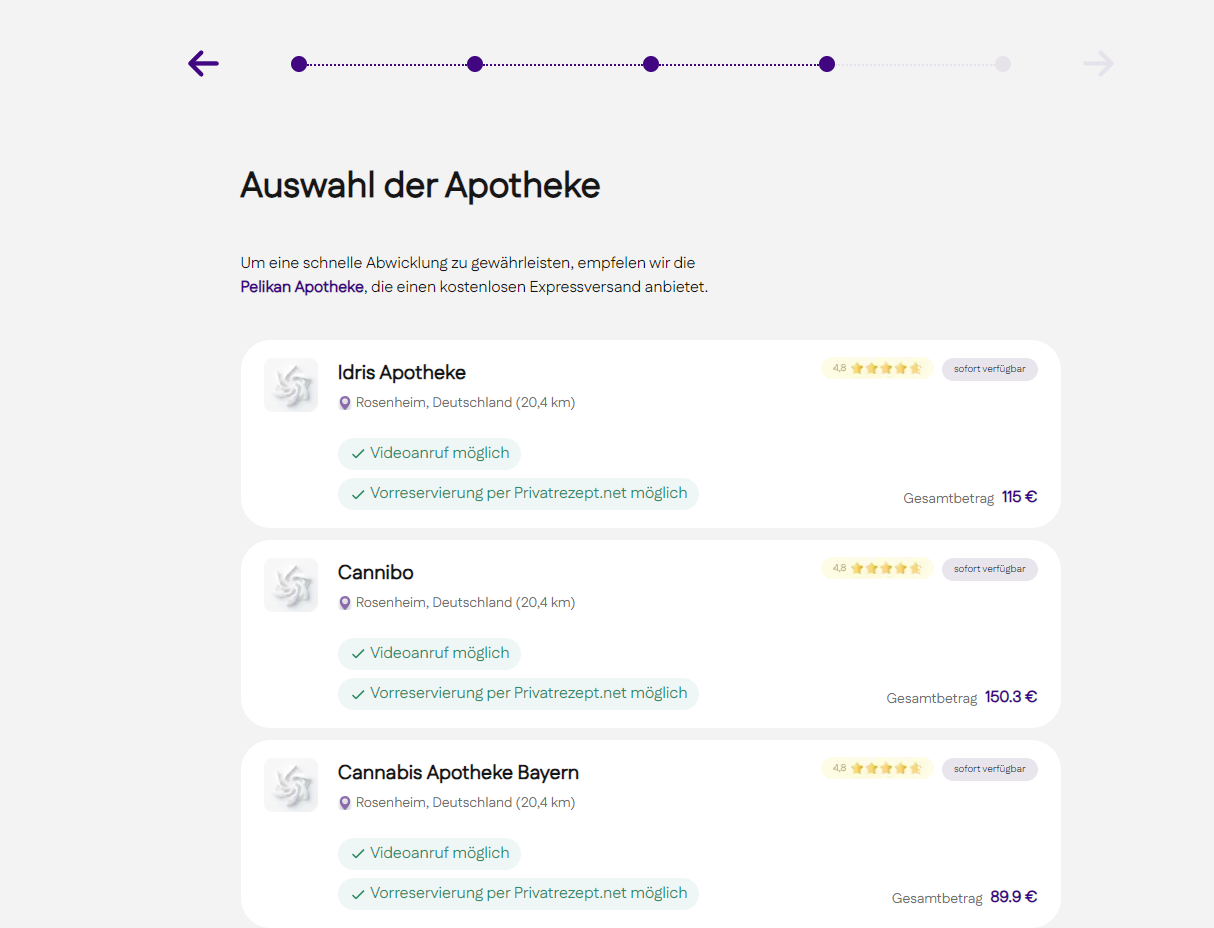 Auswahl der Apotheke
Um eine schnelle Abwicklung zu gewährleisten, empfelen wir die
Pelikan Apotheke, die einen kostenlosen Expressversand anbietet.
Idris Apotheke
4,8
sofort verfügbar
Rosenheim, Deutschland (20,4 km)
Videoanruf möglich
Vorreservierung per Privatrezept.net möglich
Gesamtbetrag 115 €
Cannibo
4,8
sofort verfügbar
Rosenheim, Deutschland (20,4 km)
Videoanruf möglich
Vorreservierung per Privatrezept.net möglich
Gesamtbetrag 150.3 €
Cannabis Apotheke Bayern
4,8
sofort verfügbar
Rosenheim, Deutschland (20,4 km)
Videoanruf möglich
Vorreservierung per Privatrezept.net möglich
Gesamtbetrag 89.9 €